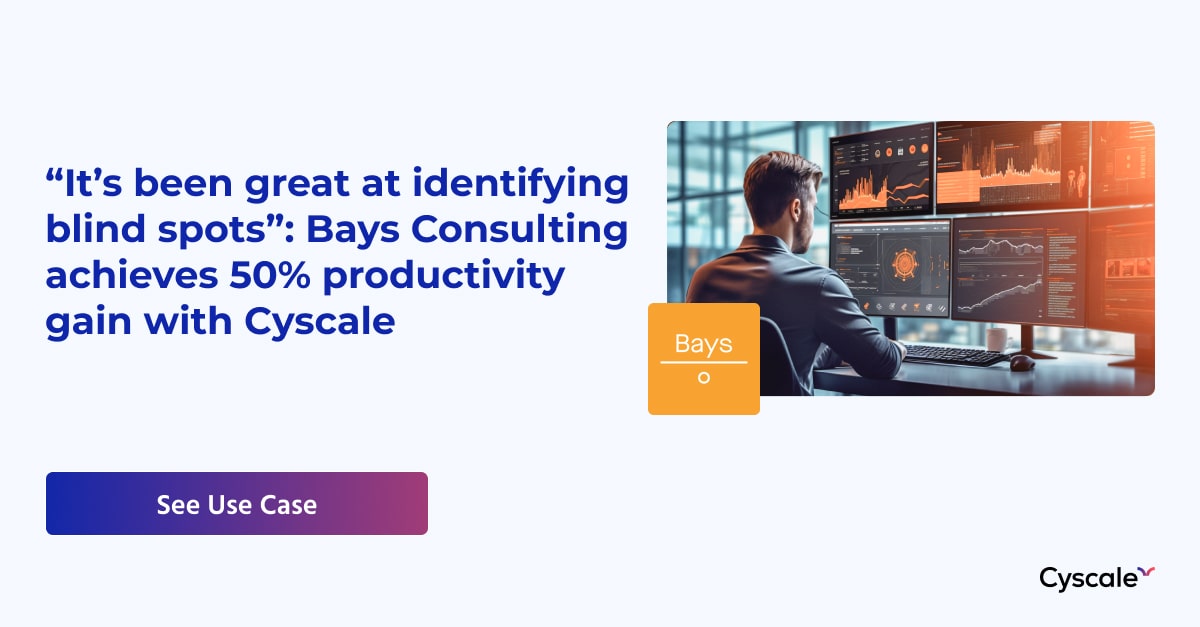 “It’s been great at identifying
blind spots”: Bays Consulting
achieves 50% productivity
gain with Cyscale
Bays
See Use Case
Cyscale